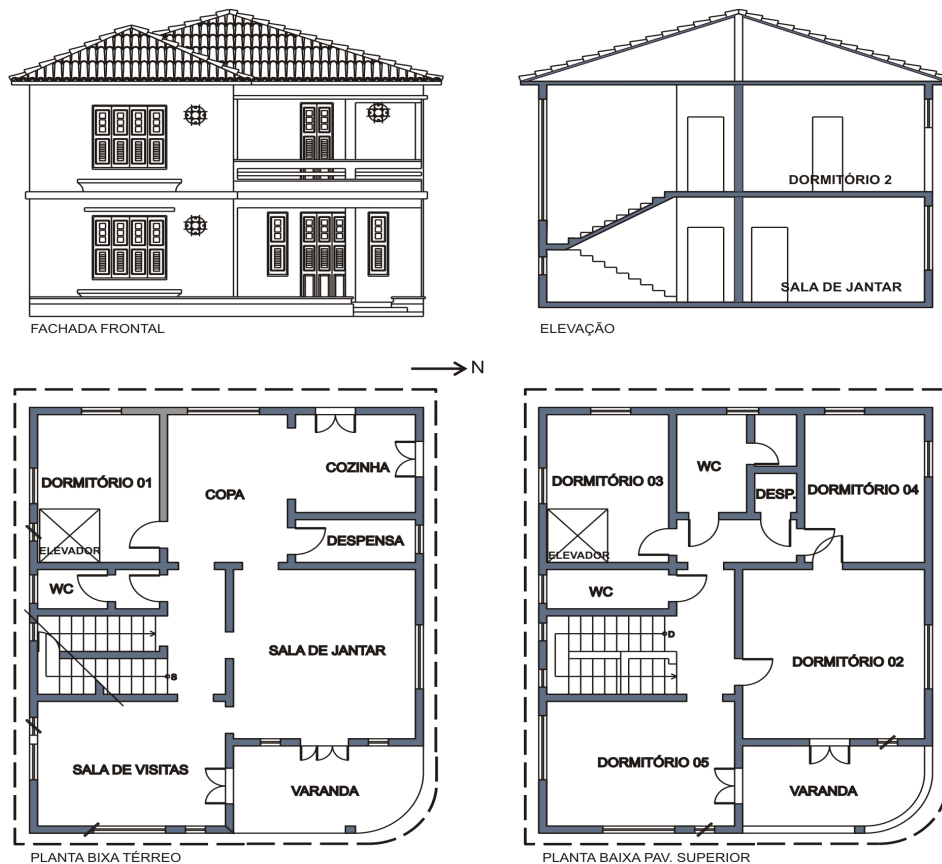 FACHADA FRONTAL
DORMITÓRIO 2
SALA DE JANTAR
ELEVAÇÃO
N
DORMITÓRIO 01
COPA
COZINHA
ELEVADOR
DESPENSA
WC
SALA DE JANTAR
S
SALA DE VISITAS
VARANDA
PLANTA BIXA TÉRREO
DORMITÓRIO 03
WC
DESP.
DORMITÓRIO 04
ELEVADOR
WC
D
DORMITÓRIO 02
DORMITÓRIO 05
VARANDA
PLANTA BAIXA PAV. SUPERIOR